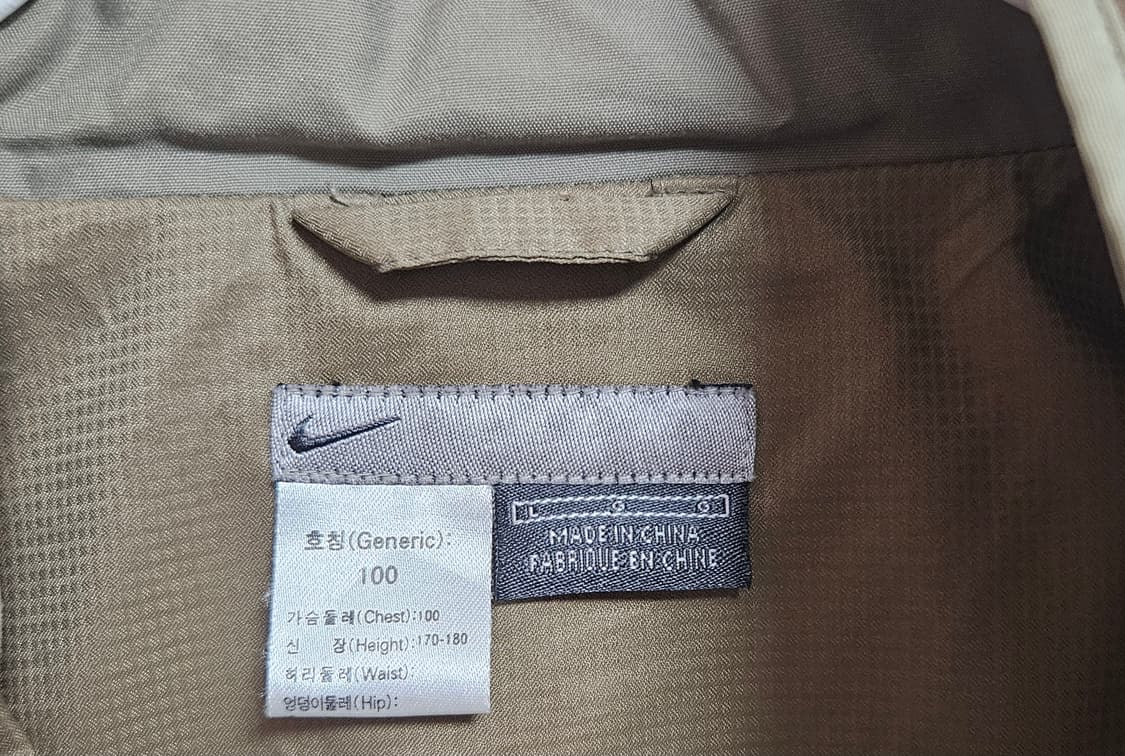 호칭(Generic):
100
가슴둘레(Chest):100
신 장(Height):170-180
허리둘레(Waist):
엉덩이둘레(Hip):
L G G
MADE IN CHINA
FABRIQUE EN CHINE